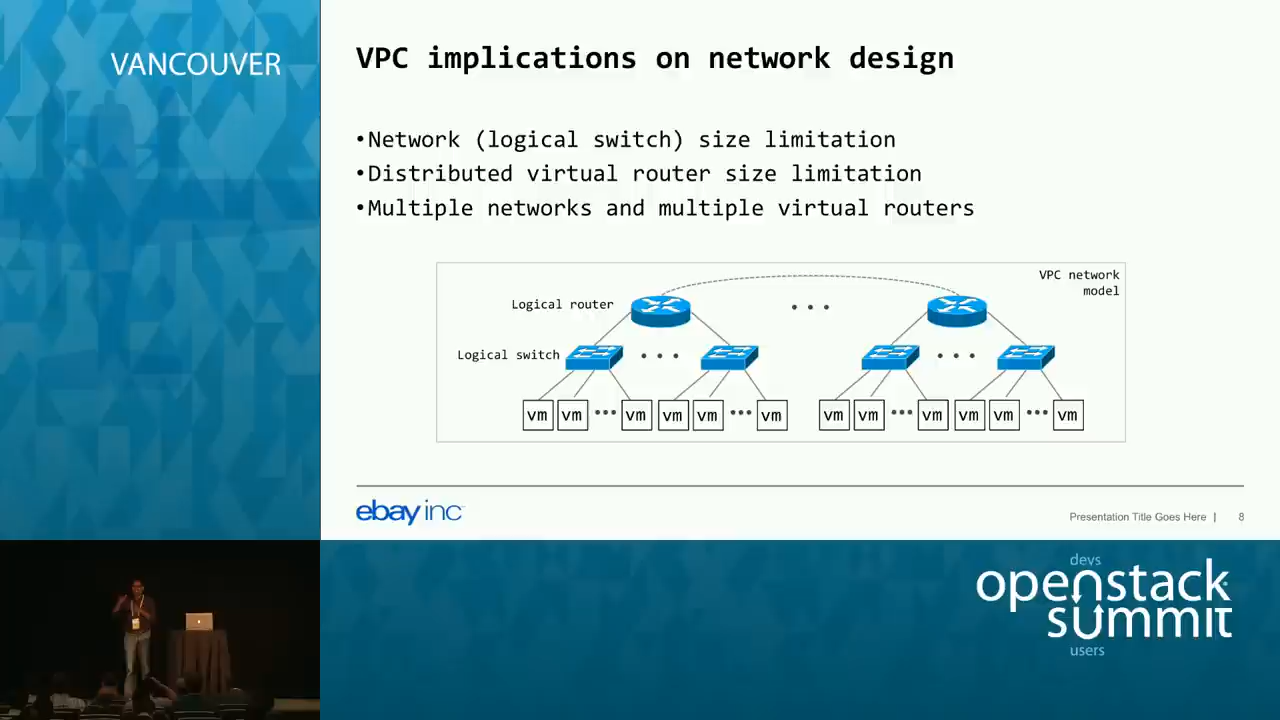 VANCOUVER
VPC implications on network design
•Network (logical switch) size limitation
•Distributed virtual router size limitation
•Multiple networks and multiple virtual routers
VPC network
model
Logical router
Logical switch
vm vm vm vm vm vm vm vm vm vm vm vm
ebay inc
Presentation Title Goes Here | 8
devs
openstack
summit
users